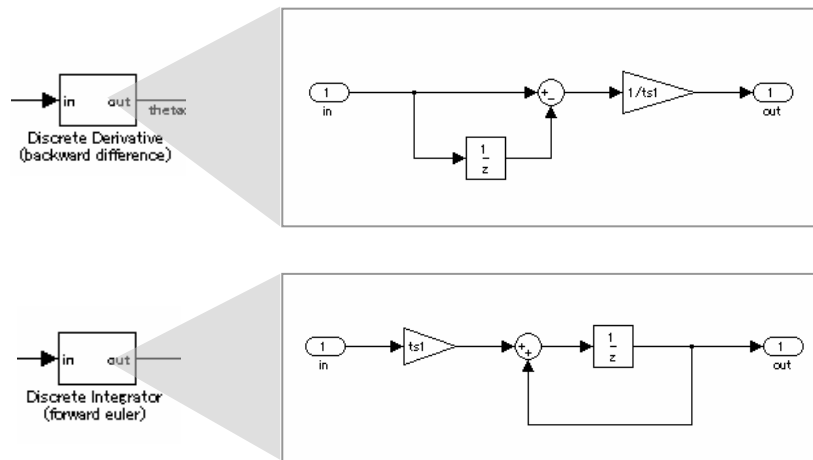 in out
thetax
Discrete Derivative
(backward difference)
1
in
+
-
1
z
1/ts1
1
out
in out
Discrete Integrator
(forward euler)
1
in
ts1
+
+
1
z
1
out